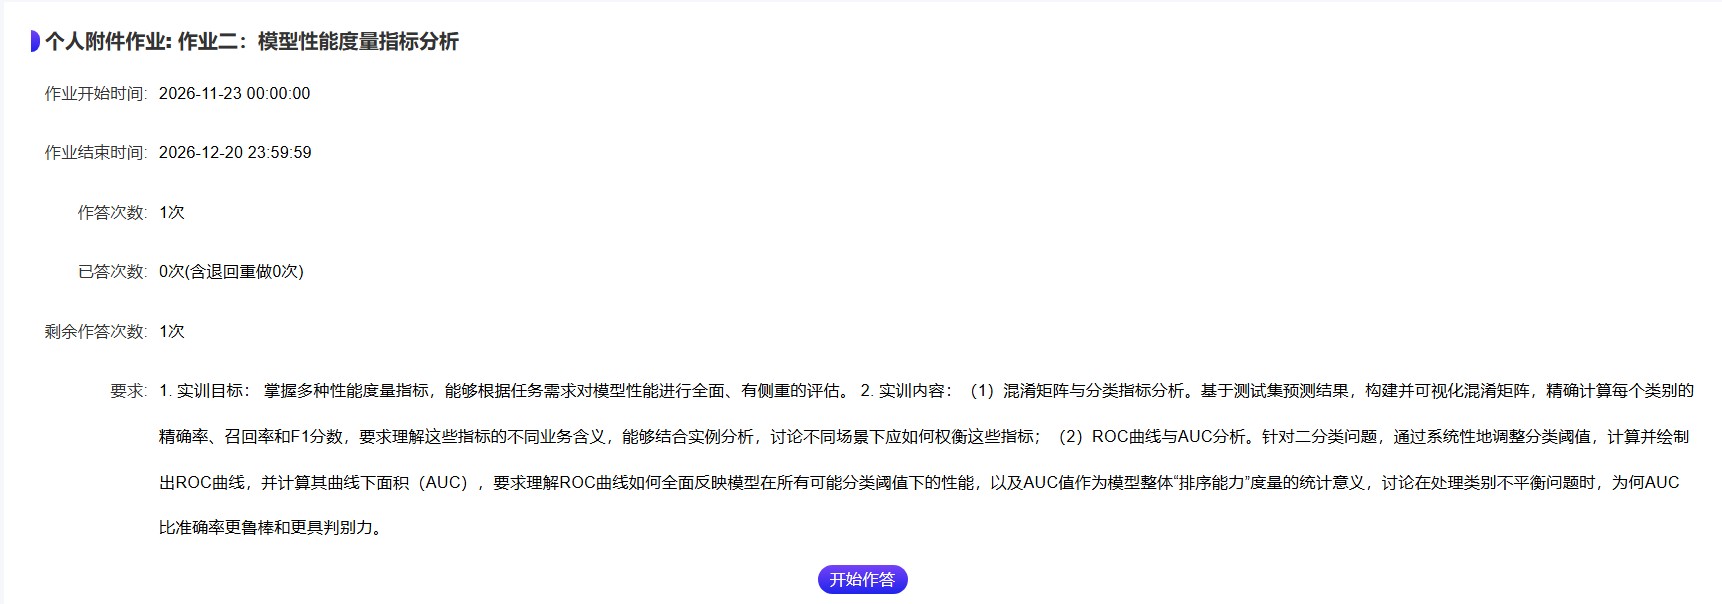 个人附件作业: 作业二：模型性能度量指标分析
作业开始时间: 2026-11-23 00:00:00
作业结束时间: 2026-12-20 23:59:59
作答次数: 1次
已答次数: 0次(含退回重做0次)
剩余作答次数: 1次
要求: 1. 实训目标： 掌握多种性能度量指标，能够根据任务需求对模型性能进行全面、有侧重的评估。 2. 实训内容：（1）混淆矩阵与分类指标分析。基于测试集预测结果，构建并可视化混淆矩阵，精确计算每个类别的
精确率、召回率和F1分数，要求理解这些指标的不同业务含义，能够结合实例分析，讨论不同场景下应如何权衡这些指标；（2）ROC曲线与AUC分析。针对二分类问题，通过系统性地调整分类阈值，计算并绘制
出ROC曲线，并计算其曲线下面积（AUC），要求理解ROC曲线如何全面反映模型在所有可能分类阈值下的性能，以及AUC值作为模型整体“排序能力”度量的统计意义，讨论在处理类别不平衡问题时，为何AUC
比准确率更鲁棒和更具判别力。
开始作答